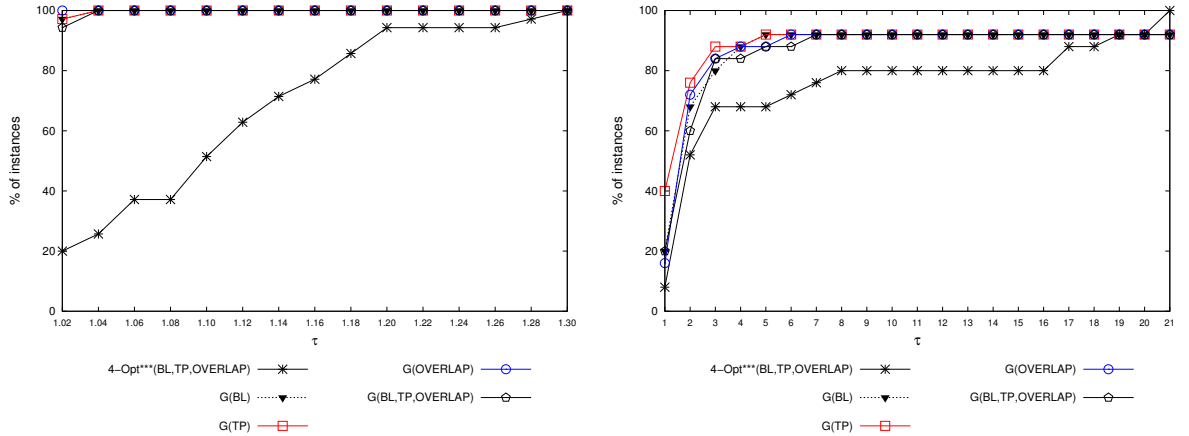 100
80
60
40
20
0
% of instances
1.02 1.04 1.06 1.08 1.10 1.12 1.14 1.16 1.18 1.20 1.22 1.24 1.26 1.28 1.30
τ
4−Opt***(BL,TP,OVERLAP)
G(BL)
G(TP)
G(OVERLAP)
G(BL,TP,OVERLAP)
100
80
60
40
20
0
% of instances
1 2 3 4 5 6 7 8 9 10 11 12 13 14 15 16 17 18 19 20 21
τ
4−Opt***(BL,TP,OVERLAP)
G(BL)
G(TP)
G(OVERLAP)
G(BL,TP,OVERLAP)